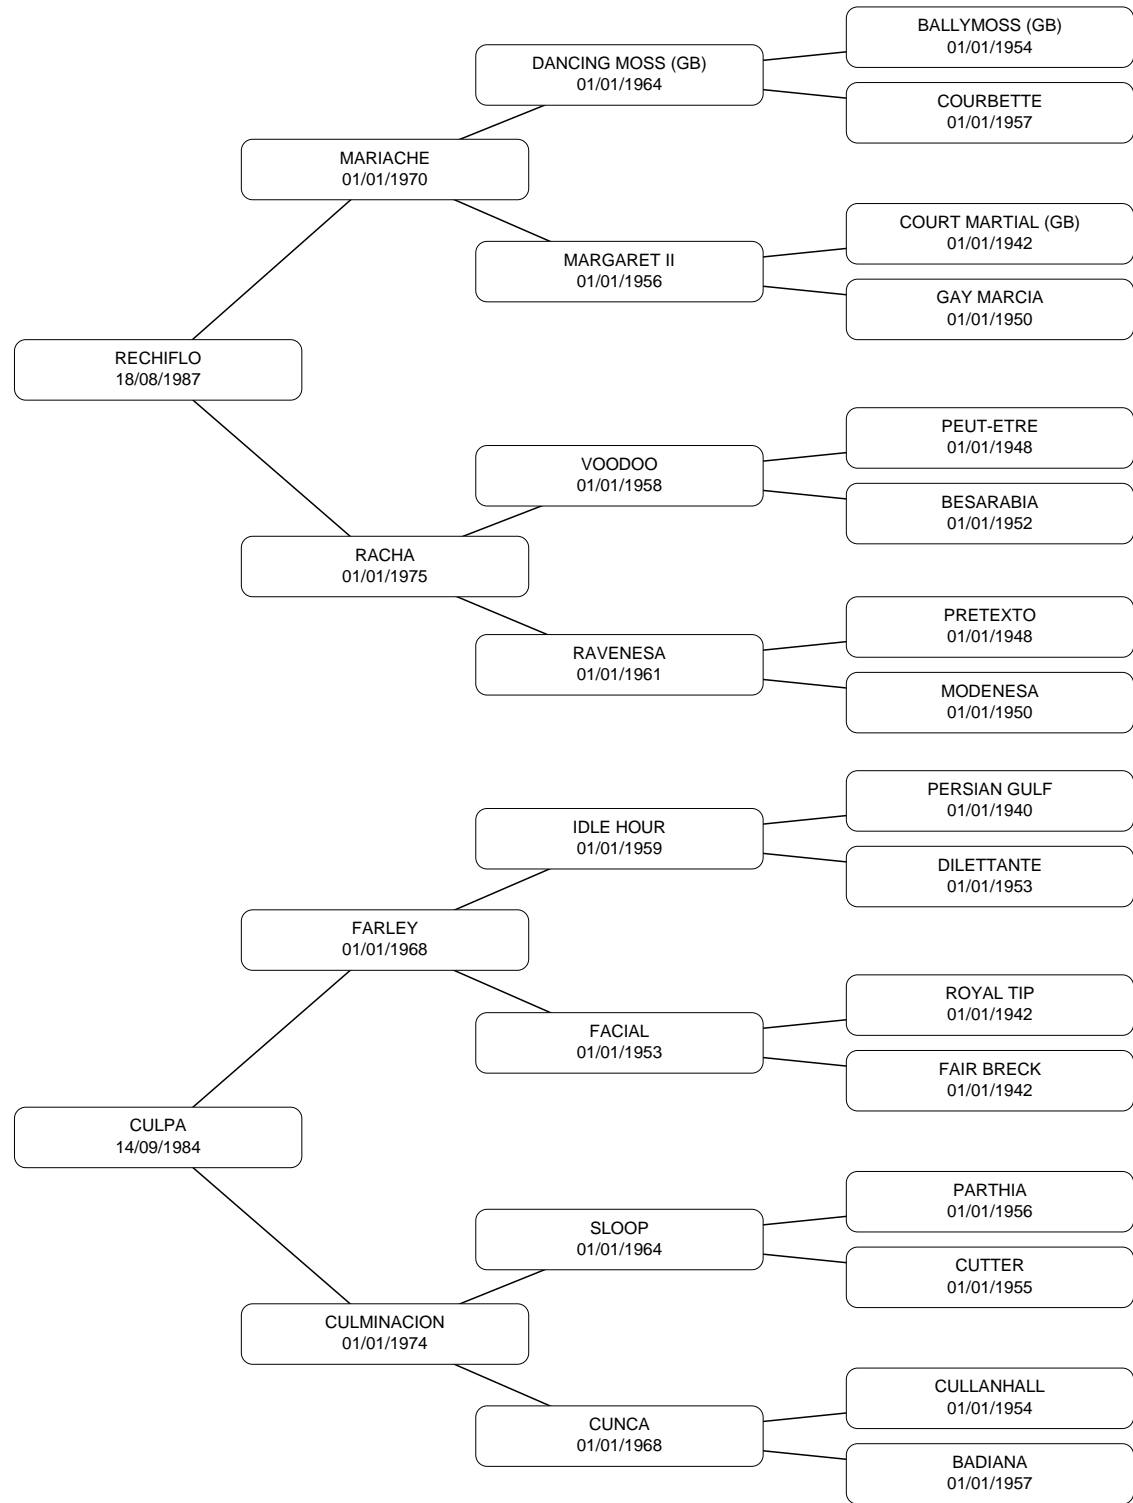 BALLYMOSS (GB)
01/01/1954
DANCING MOSS (GB)
01/01/1964
COURBETTE
01/01/1957
MARIACHE
01/01/1970
COURT MARTIAL (GB)
01/01/1942
MARGARET II
01/01/1956
GAY MARCIA
01/01/1950
RECHIFLO
18/08/1987
PEUT-ETRE
01/01/1948
VOODOO
01/01/1958
BESARABIA
01/01/1952
RACHA
01/01/1975
PRETEXTO
01/01/1948
RAVENESA
01/01/1961
MODENESA
01/01/1950
PERSIAN GULF
01/01/1940
IDLE HOUR
01/01/1959
DILETTANTE
01/01/1953
FARLEY
01/01/1968
ROYAL TIP
01/01/1942
FACIAL
01/01/1953
FAIR BRECK
01/01/1942
CULPA
14/09/1984
PARTHIA
01/01/1956
SLOOP
01/01/1964
CUTTER
01/01/1955
CULMINACION
01/01/1974
CULLANHALL
01/01/1954
CUNCA
01/01/1968
BADIANA
01/01/1957